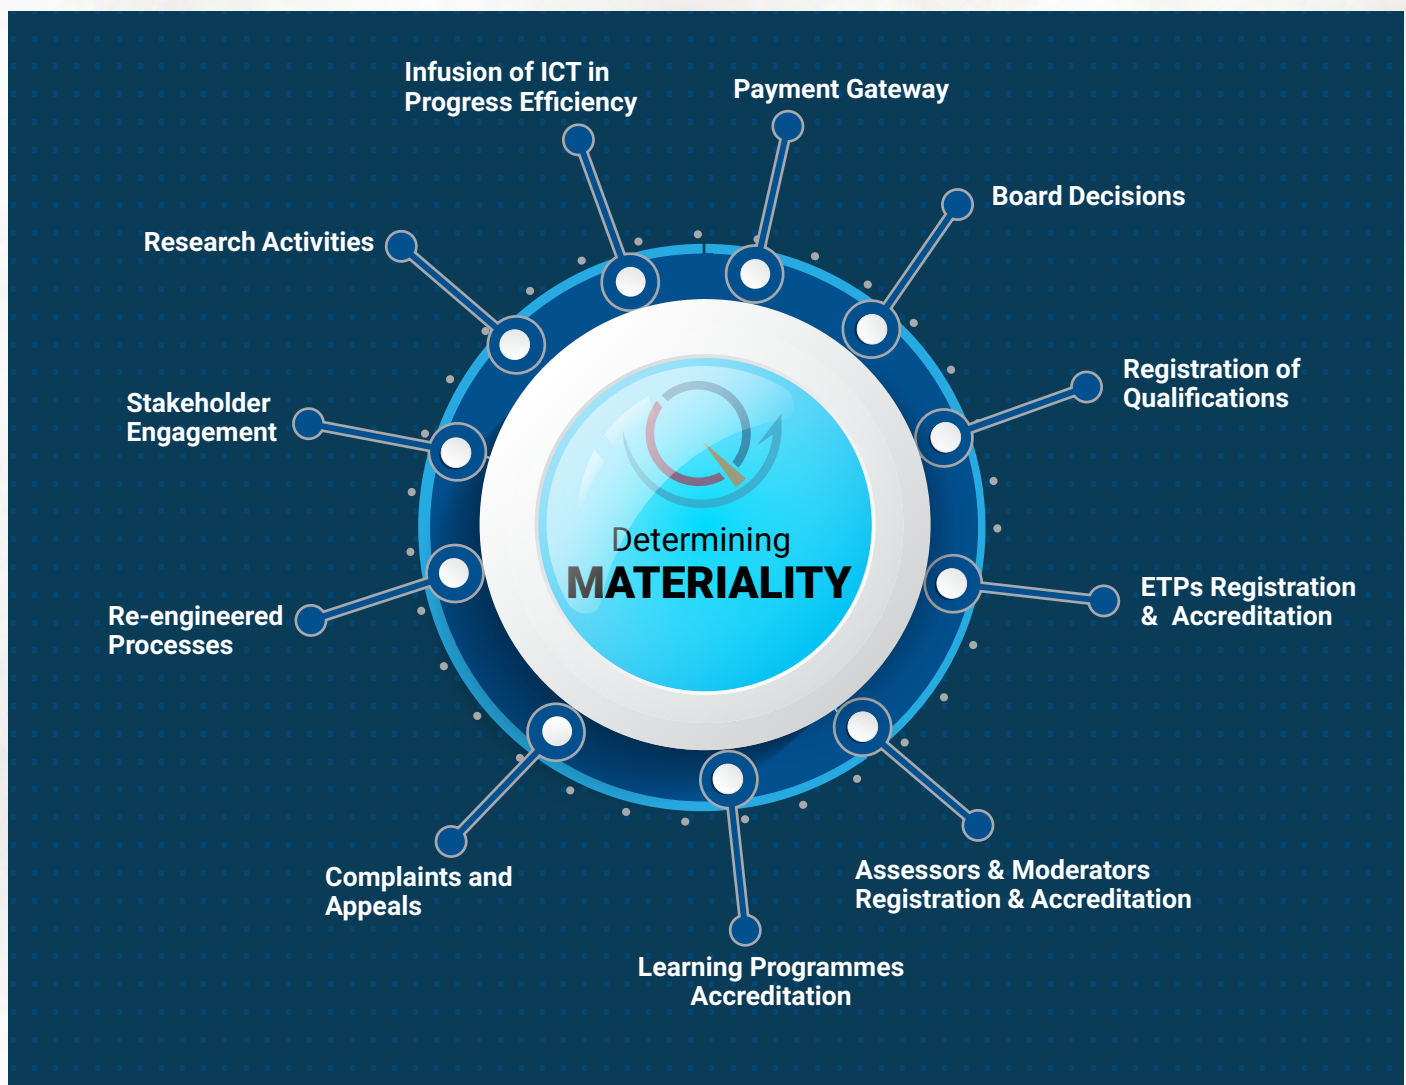 Infusion of ICT in
Progress Efficiency
Payment Gateway
Board Decisions
Research Activities
Registration of
Qualifications
Stakeholder
Engagement
Determining
MATERIALITY
ETPs Registration
& Accreditation
Re-engineered
Processes
Assessors & Moderators
Registration & Accreditation
Complaints and
Appeals
Learning Programmes
Accreditation